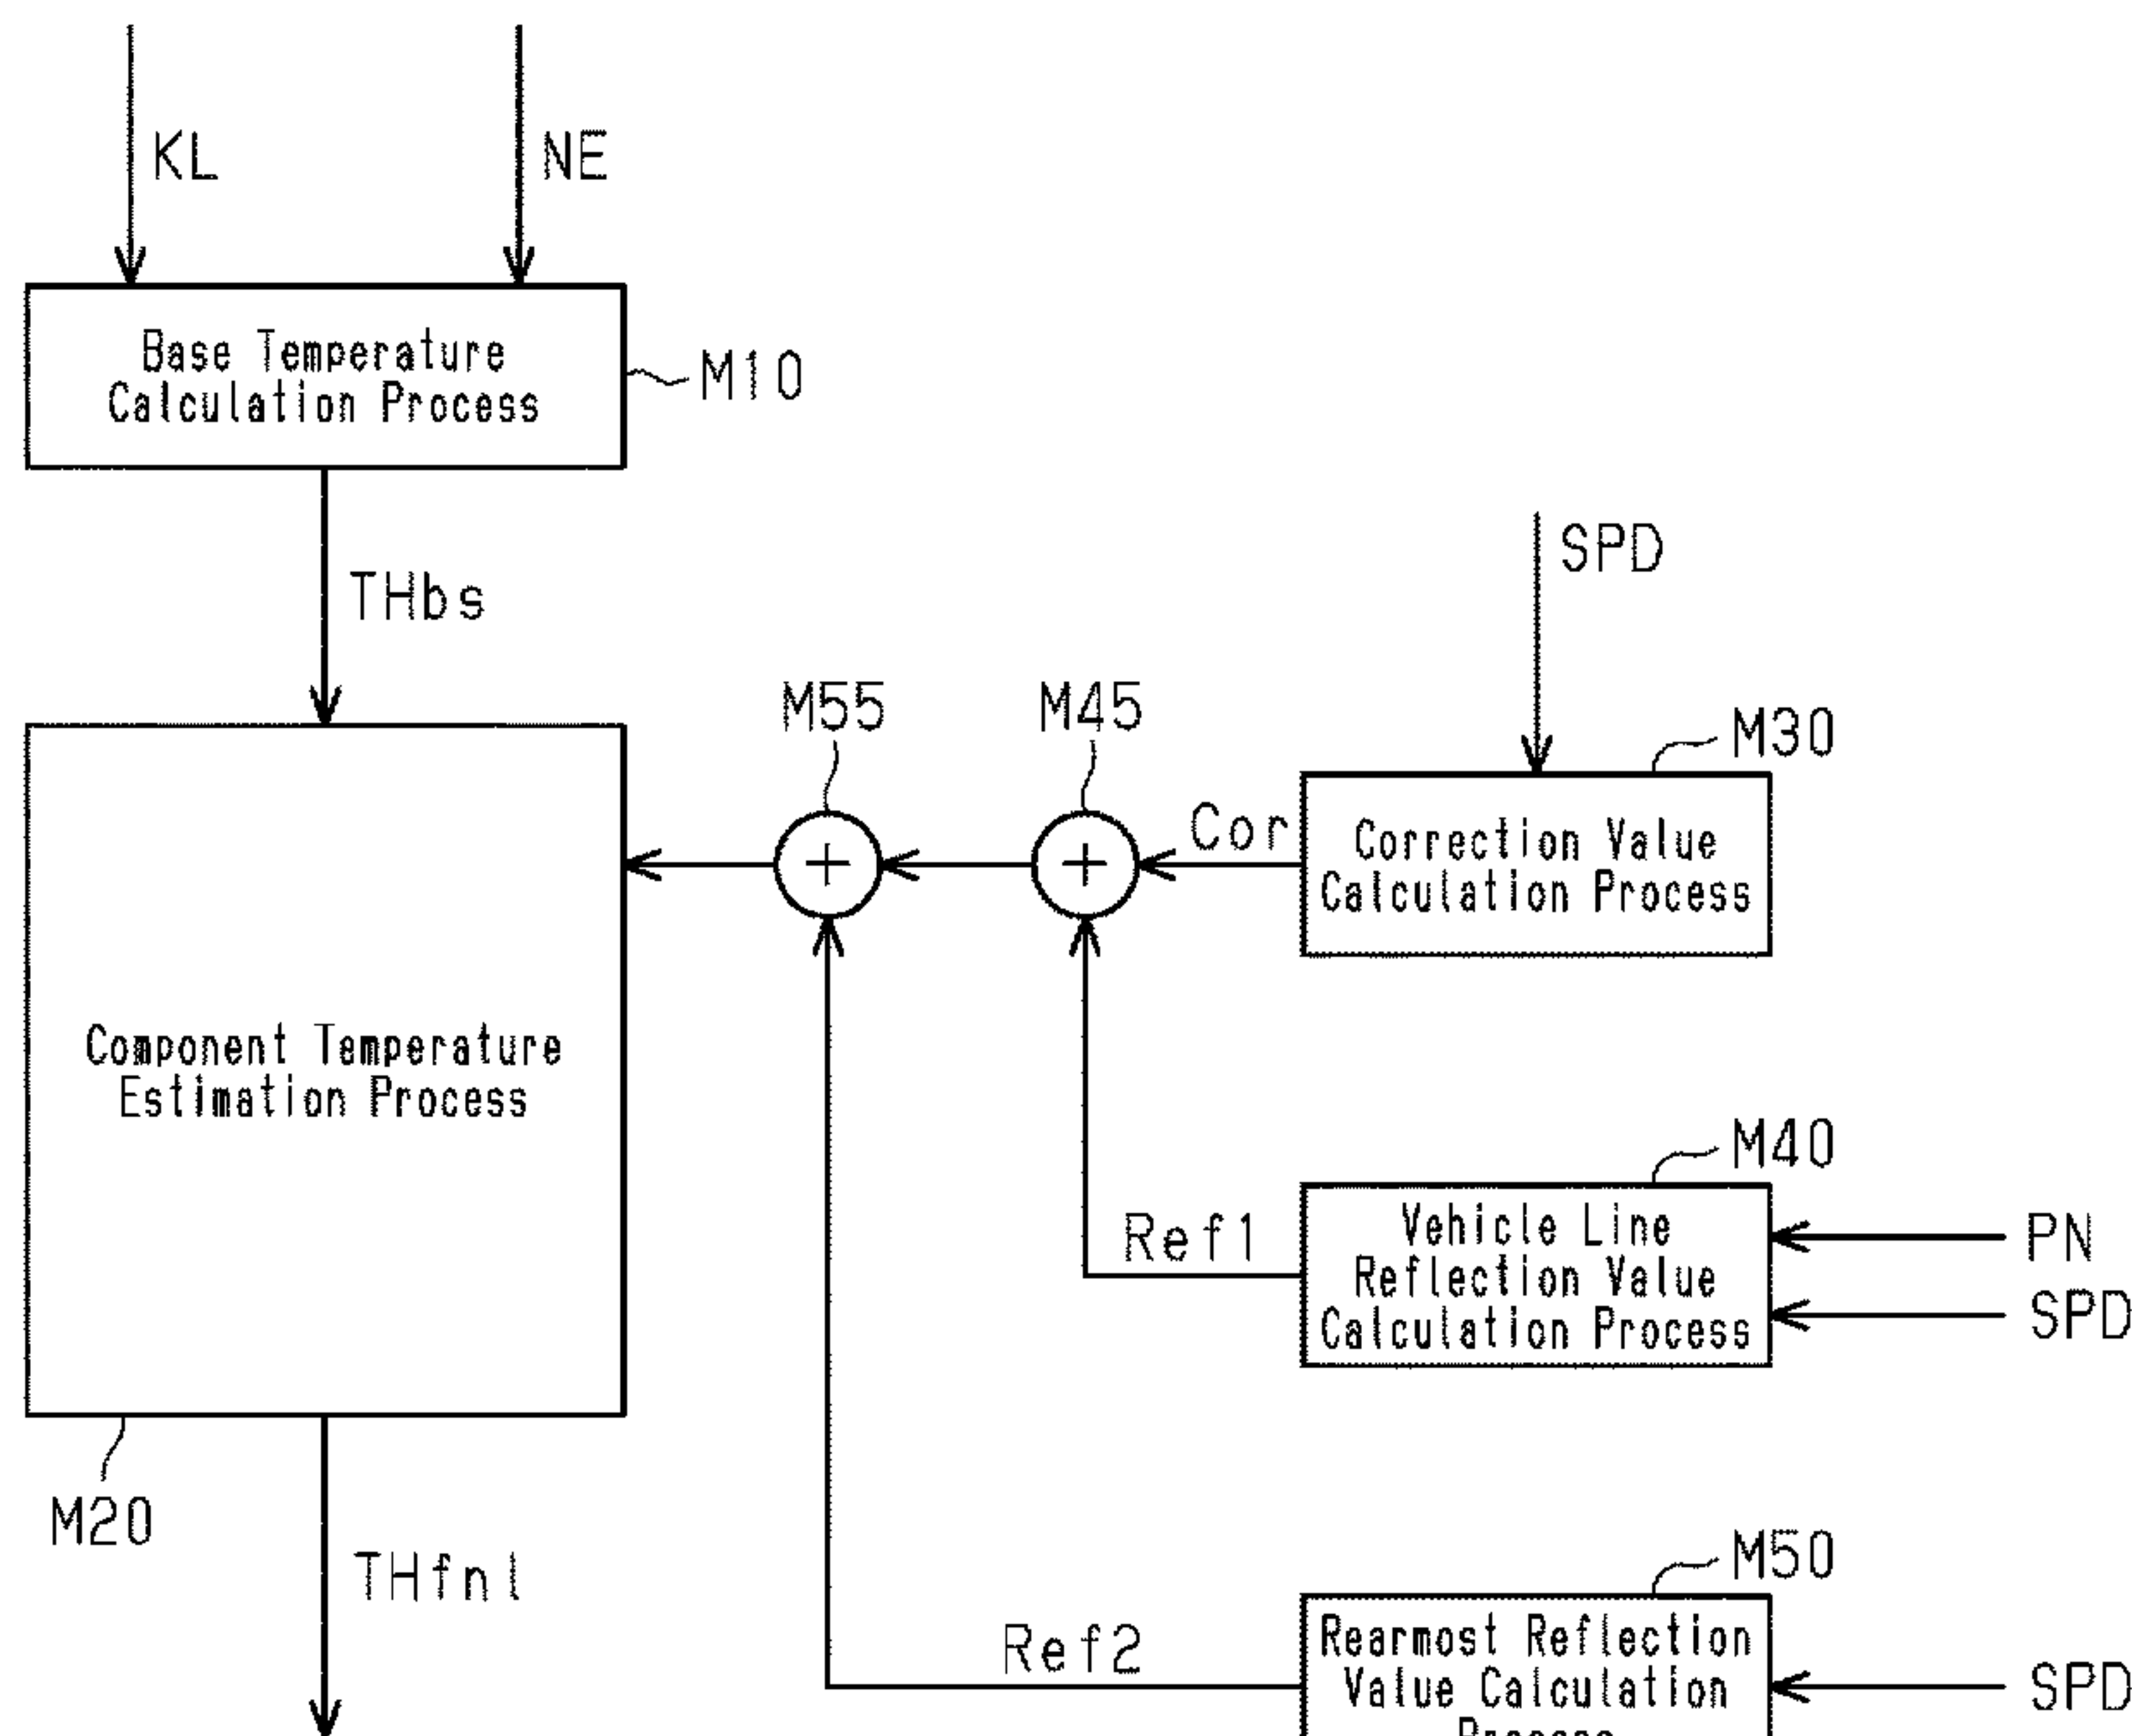 KL
NE
Base Temperature
Calculation Process
M10
THbs
SPD
M55
M45
M30
Cor
Correction Value
Calculation Process
Component Temperature
Estimation Process
M40
Ref1
Vehicle Line
Reflection Value
Calculation Process
PN
SPD
M20
THfnl
M50
Ref2
Rearmost Reflection
Value Calculation
SPD